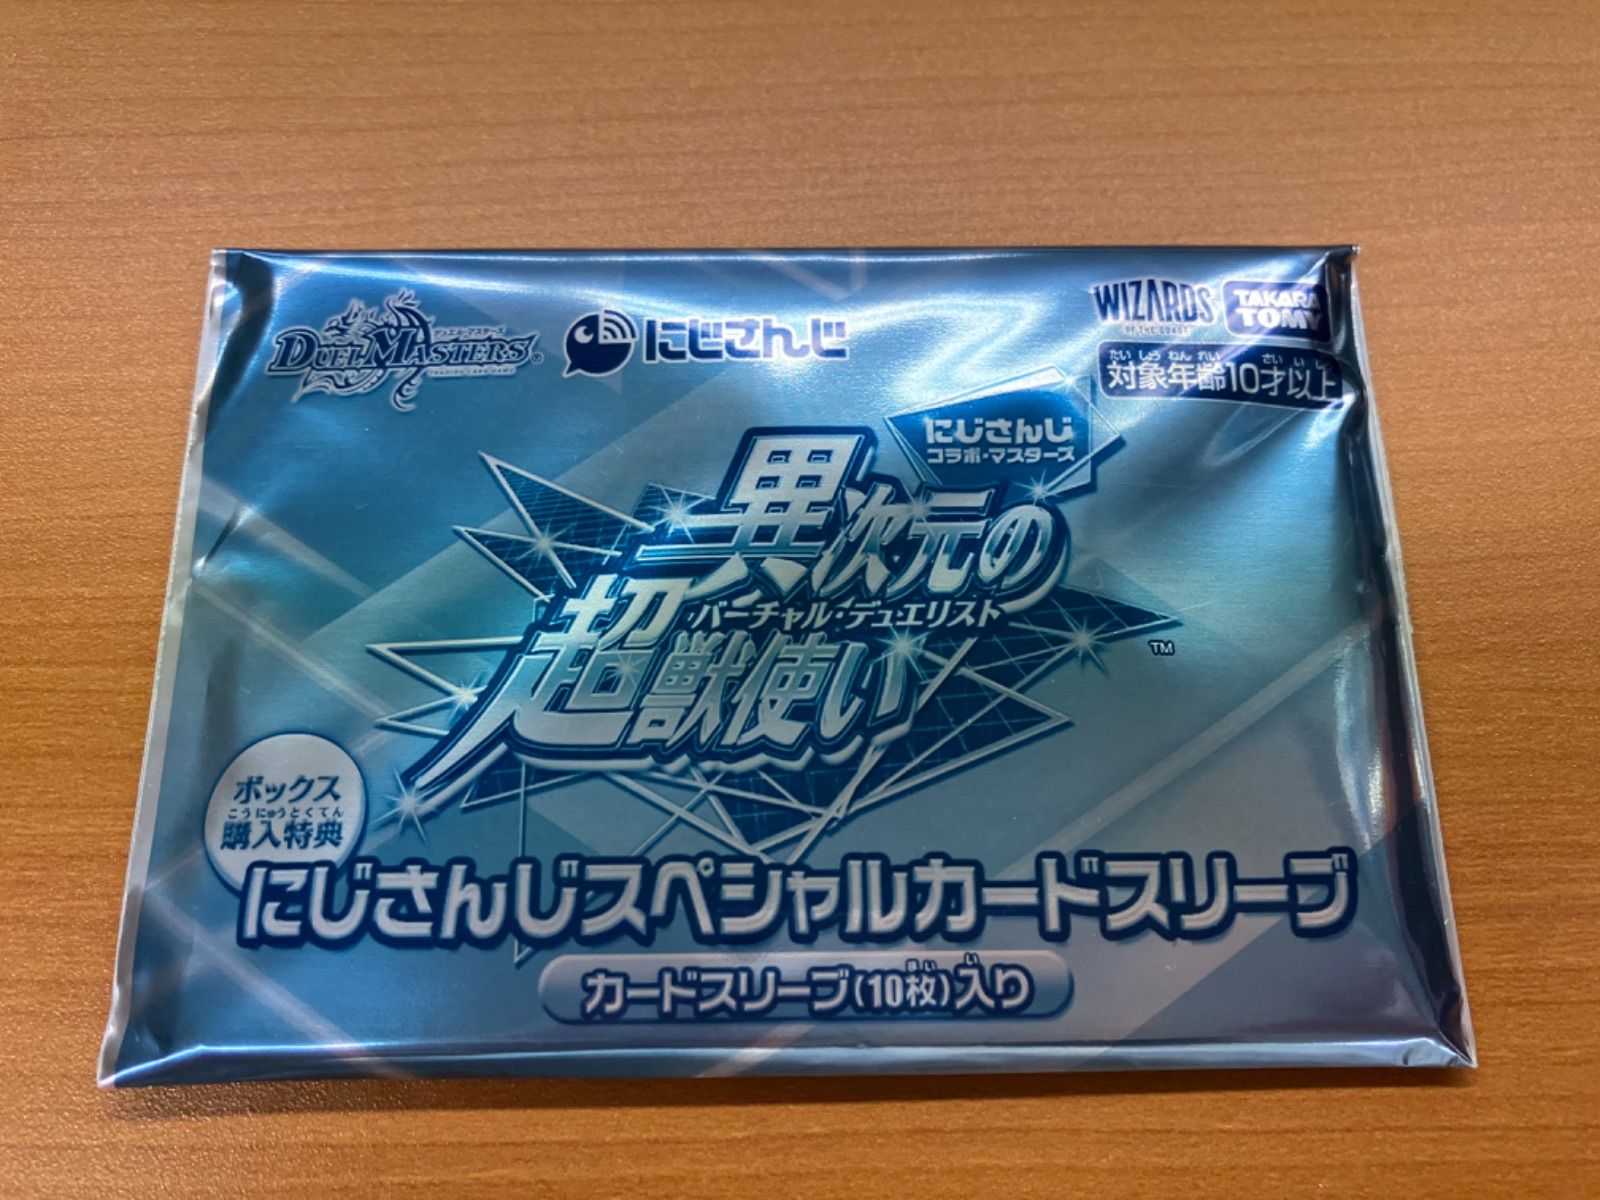 デュエル・マスターズ
DUEL MASTERS®
TRADING CARD GAME
にじさんじ
WIZARDS
OF THE COAST
TAKARA
TOMY
たい しょう ねん れい さい い じょう
対象年齢10才以上
にじさんじ
コラボ・マスターズ
異次元の
バーチャル・デュエリスト
超獣使い
TM
ボックス
こうにゅうとくてん
購入特典
にじさんじスペシャルカードスリーブ
まい い
カードスリーブ(10枚)入り